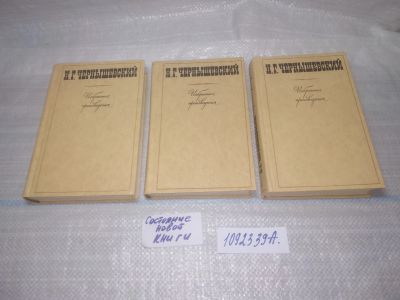 Н.Г. ЧЕРНЫШЕВСКИЙ
Избранные
произведения
Н.Г. ЧЕРНЫШЕВСКИЙ
Избранные
произведения
Н.Г. ЧЕРНЫШЕВСКИЙ
Избранные
произведения
Состояние
новой
книги
1092339А.